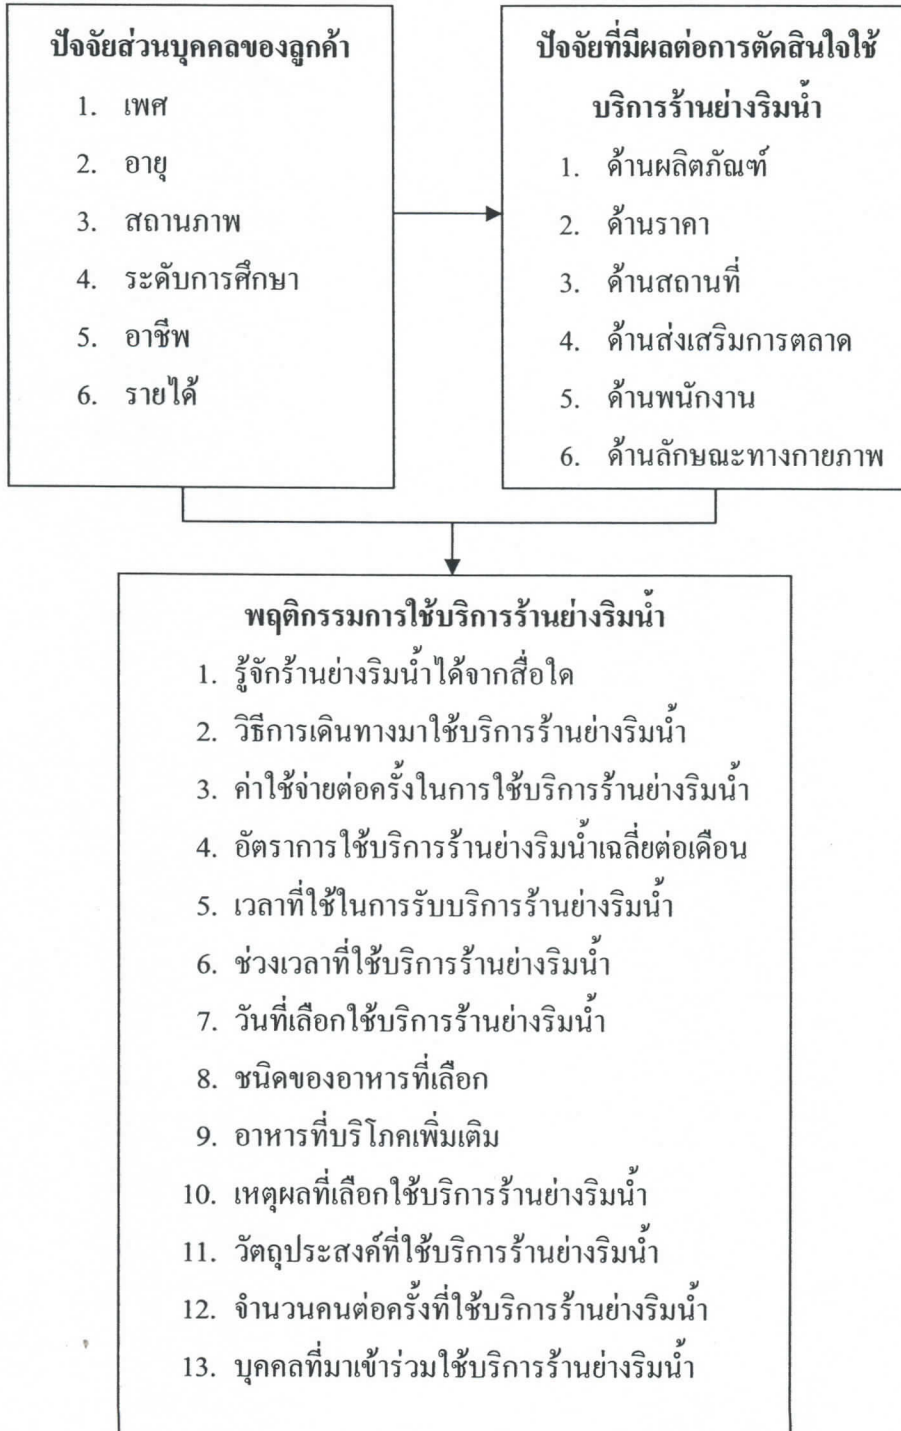 ปัจจัยส่วนบุคคลของลูกค้า
1. เพศ
2. อายุ
3. สถานภาพ
4. ระดับการศึกษา
5. อาชีพ
6. รายได้
ปัจจัยที่มีผลต่อการตัดสินใจใช้
บริการร้านย่างริมน้ำ
1. ด้านผลิตภัณฑ์
2. ด้านราคา
3. ด้านสถานที่
4. ด้านส่งเสริมการตลาด
5. ด้านพนักงาน
6. ด้านลักษณะทางกายภาพ
พฤติกรรมการใช้บริการร้านย่างริมน้ำ
1. รู้จักร้านย่างริมน้ำได้จากสื่อใด
2. วิธีการเดินทางมาใช้บริการร้านย่างริมน้ำ
3. ค่าใช้จ่ายต่อครั้งในการใช้บริการร้านย่างริมน้ำ
4. อัตราการใช้บริการร้านย่างริมน้ำเฉลี่ยต่อเดือน
5. เวลาที่ใช้ในการรับบริการร้านย่างริมน้ำ
6. ช่วงเวลาที่ใช้บริการร้านย่างริมน้ำ
7. วันที่เลือกใช้บริการร้านย่างริมน้ำ
8. ชนิดของอาหารที่เลือก
9. อาหารที่บริโภคเพิ่มเติม
10. เหตุผลที่เลือกใช้บริการร้านย่างริมน้ำ
11. วัตถุประสงค์ที่ใช้บริการร้านย่างริมน้ำ
12. จำนวนคนต่อครั้งที่ใช้บริการร้านย่างริมน้ำ
13. บุคคลที่มาเข้าร่วมใช้บริการร้านย่างริมน้ำ